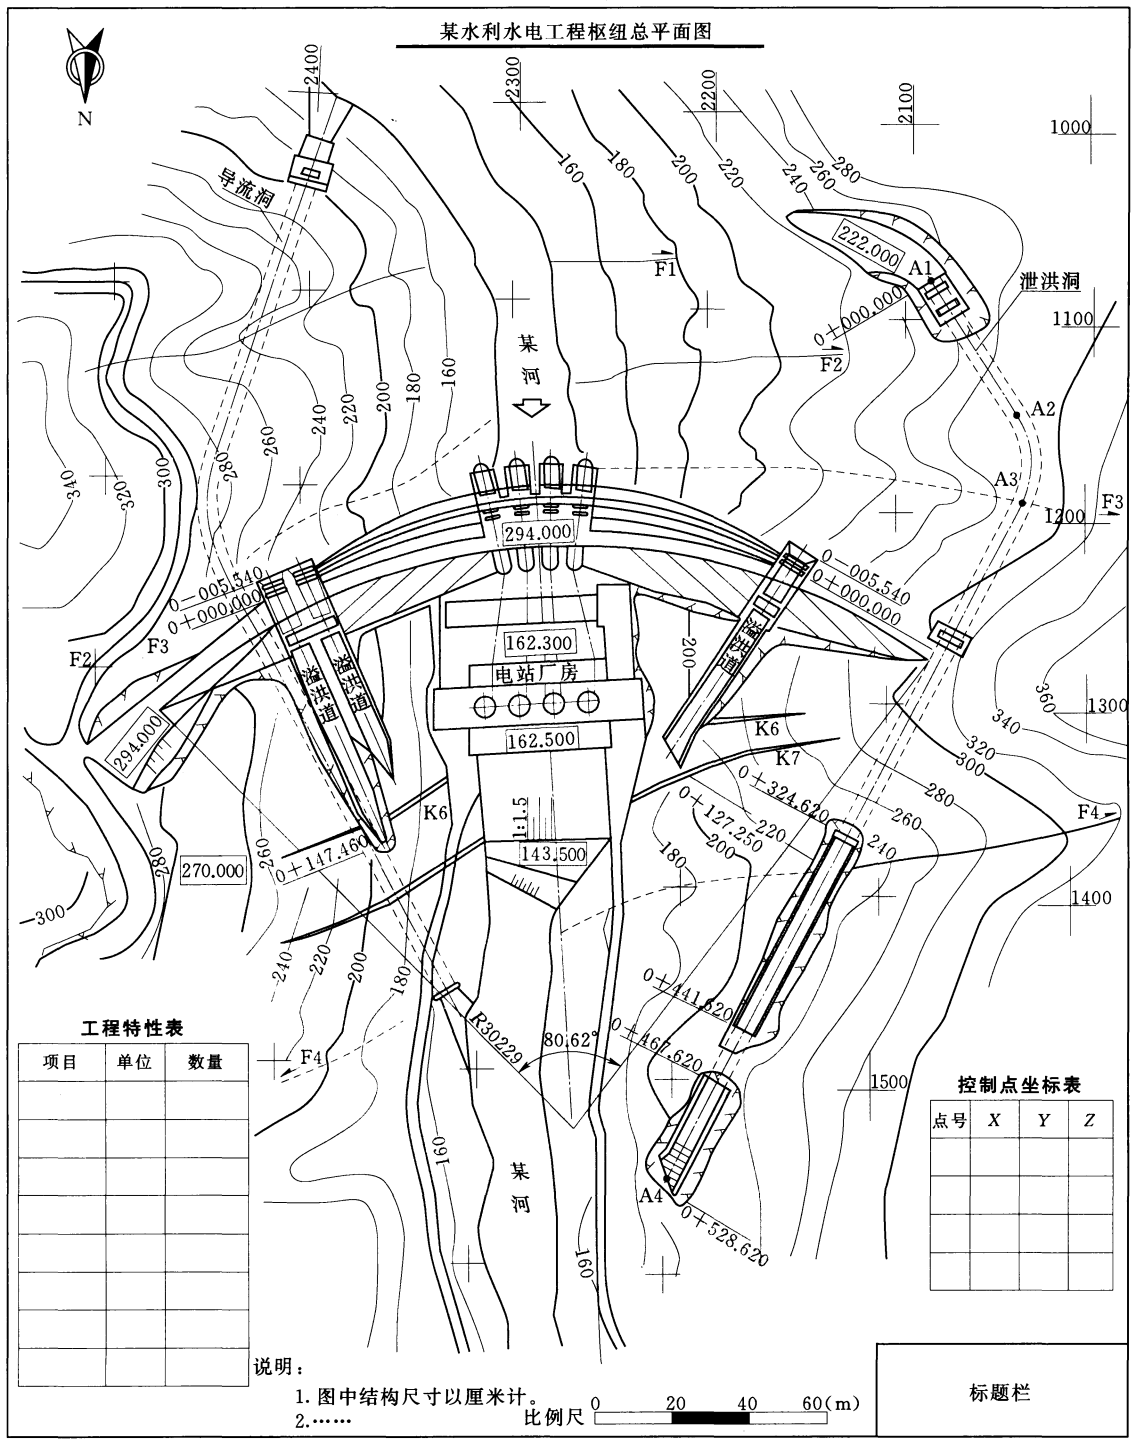 某水利水电工程枢纽总平面图
N
2400
2300
2200
2100
1000
导流洞
160
180
200
220
240
260
280
222.000
A1
泄洪洞
F1
0+000.000
1100
F2
某河
160
180
200
220
240
260
280
300
320
340
A2
A3
F3
1200
294.000
0-005.540
0+000.000
0-005.540
0+000.000
F3
F2
162.300
电站厂房
162.500
溢洪道
溢洪道
溢洪道
200
360
340
320
300
1300
294.000
K6
K7
K6
0+324.620
0+127.250
220
200
180
240
260
280
F4
1:1.5
143.500
0+147.460
260
270.000
280
300
1400
240
220
200
180
0+441.620
0+467.620
R30229
80.62°
F4
1500
工程特性表
项目 单位 数量
控制点坐标表
点号 X Y Z
160
某河
A4
0+528.620
160
说明:
1.图中结构尺寸以厘米计。
2.……
比例尺 0 20 40 60(m)
标题栏